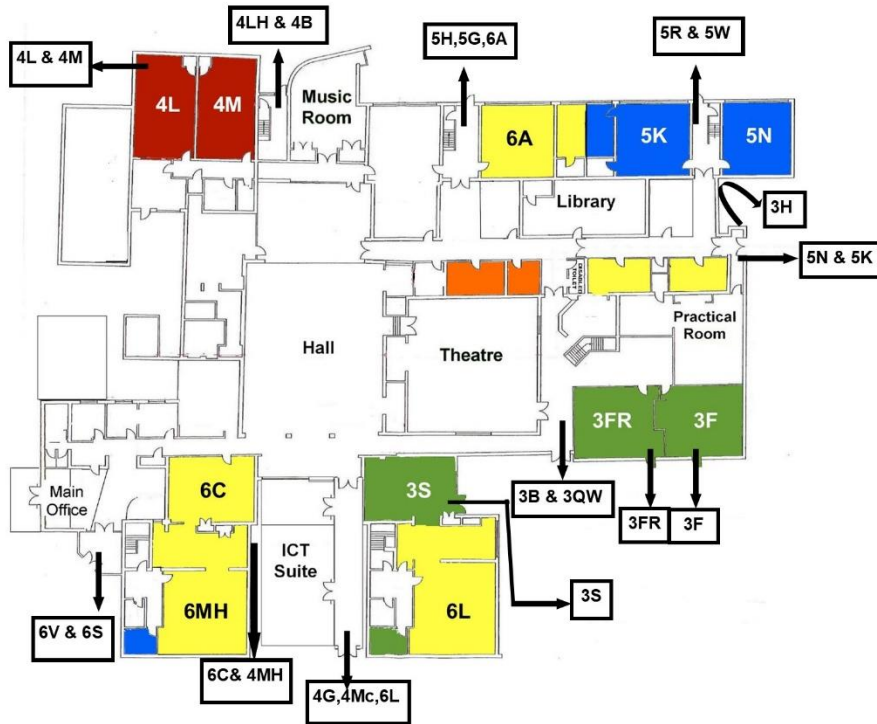 4LH & 4B
5H,5G,6A
5R & 5W
4L & 4M
4L
4M
Music
Room
6A
5K
5N
Library
3H
5N & 5K
DISABLED
TOILET
Practical
Room
Hall
Theatre
3FR
3F
6C
3S
Main
Office
3B & 3QW
3FR
3F
ICT
Suite
3S
6MH
6L
6V & 6S
6C& 4MH
4G,4Mc,6L